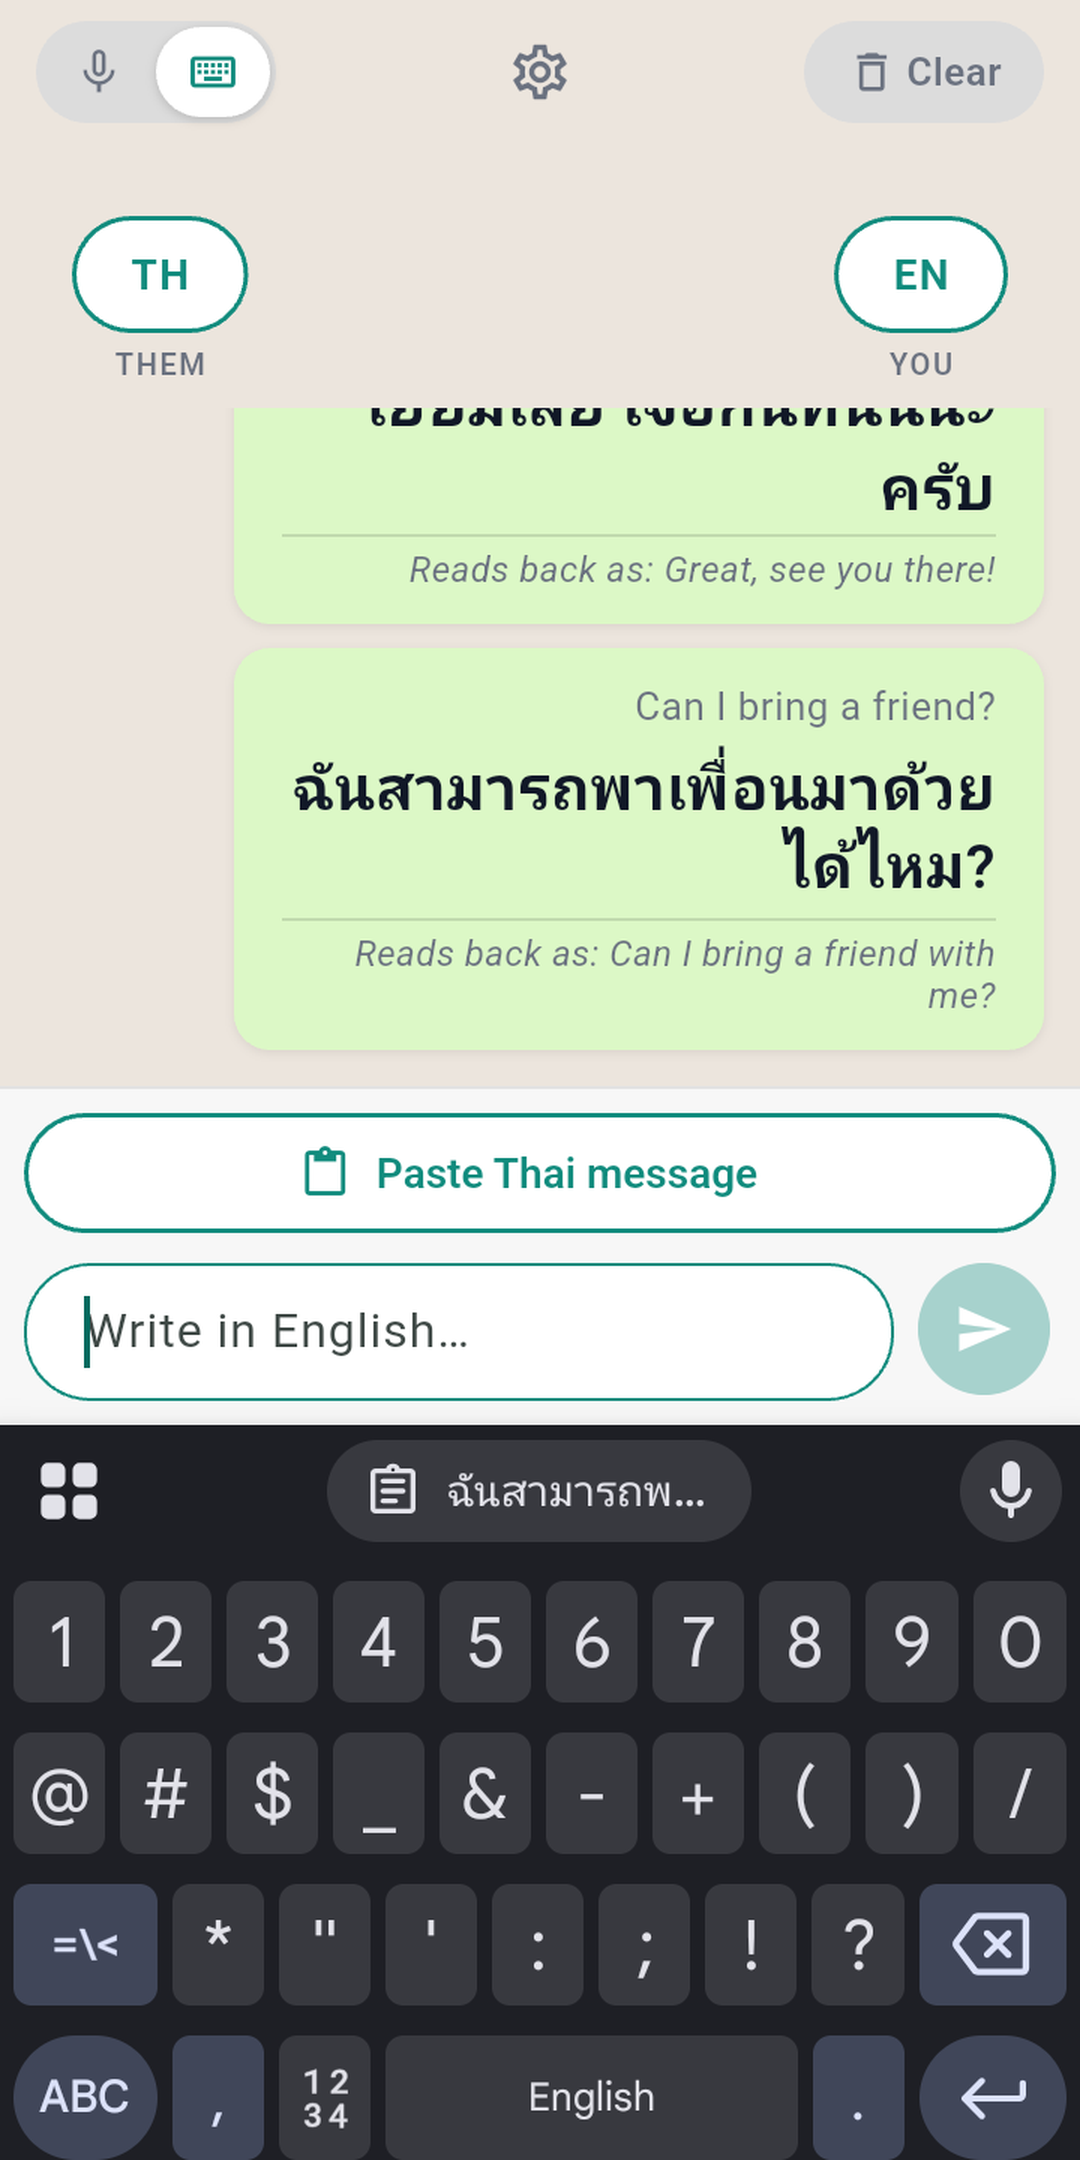 Clear
TH
EN
THEM
YOU
ครับ
Reads back as: Great, see you there!
Can I bring a friend?
ฉันสามารถพาเพื่อนมาด้วย
ได้ไหม?
Reads back as: Can I bring a friend with
me?
Paste Thai message
Write in English...
ฉันสามารถพ...
1 2 3 4 5 6 7 8 9 0
@ # $ _ & - + ( ) /
=\< * " ' : ; ! ?
ABC , 12 English .
34